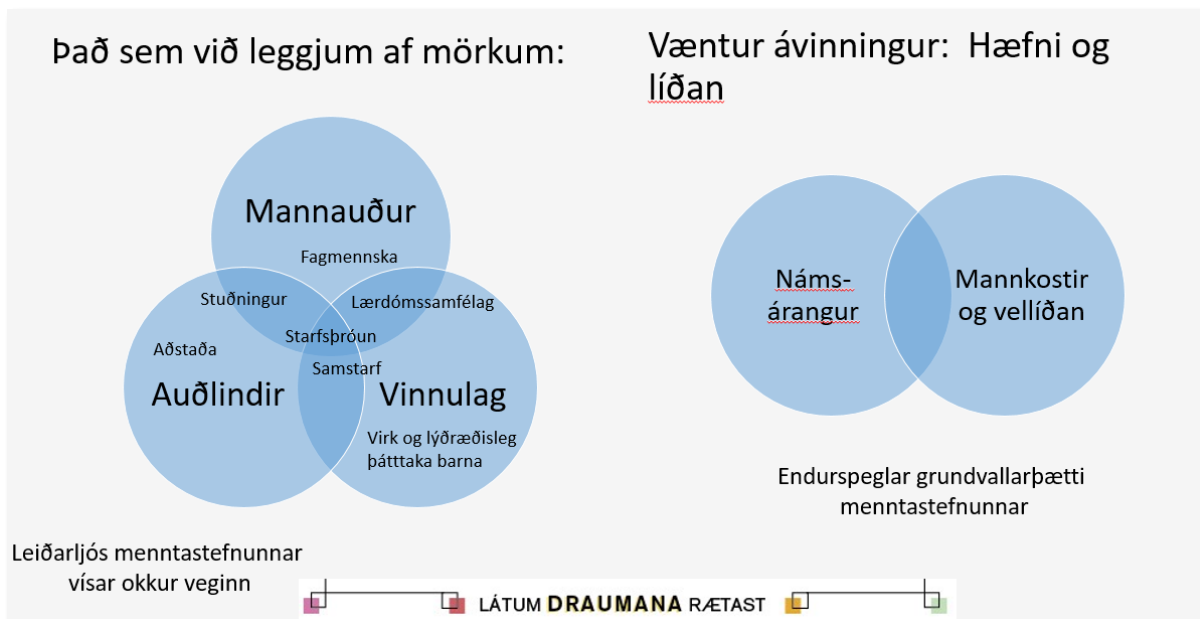 Það sem við leggjum af mörkum:
Mannauður
Fagmennska
Stuðningur
Lærdómssamfélag
Starfsþróun
Aðstaða
Samstarf
Auðlindir
Vinnulag
Virk og lýðræðisleg
þátttaka barna
Leiðarljós menntastefnunnar
vísar okkur veginn
Væntur ávinningur:  Hæfni og
líðan
Náms-
árangur
Mannkostir
og vellíðan
Endurspeglar grundvallarþætti
menntastefnunnar
LÁTUM DRAUMANA RÆTAST